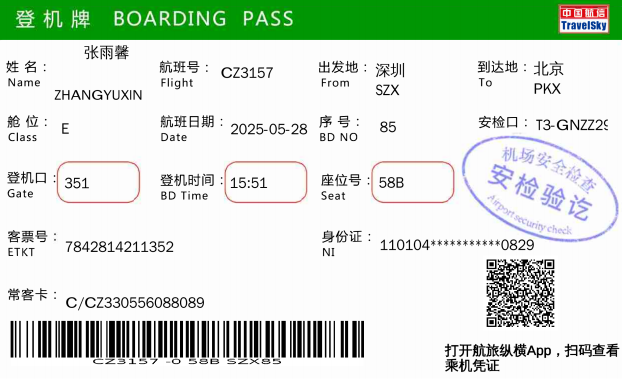 登机牌 BOARDING PASS
中国航信
TravelSky
张雨馨
姓 名： 航班号： CZ3157 出发地： 深圳 到达地： 北京
Name ZHANGYUXIN Flight From SZX To PKX
舱 位： E 航班日期： 2025-05-28 序 号： 85 安检口： T3-GNZZ29
Class Date BD NO
登机口： 351 登机时间： 15:51 座位号： 58B
Gate BD Time Seat
机场安全检查
安检验讫
Airport security check
客票号： 7842814211352 身份证： 110104***********0829
ETKT NI
常客卡： C/CZ330556088089
CZ3157 -0 58B SZX85
打开航旅纵横App，扫码查看
乘机凭证